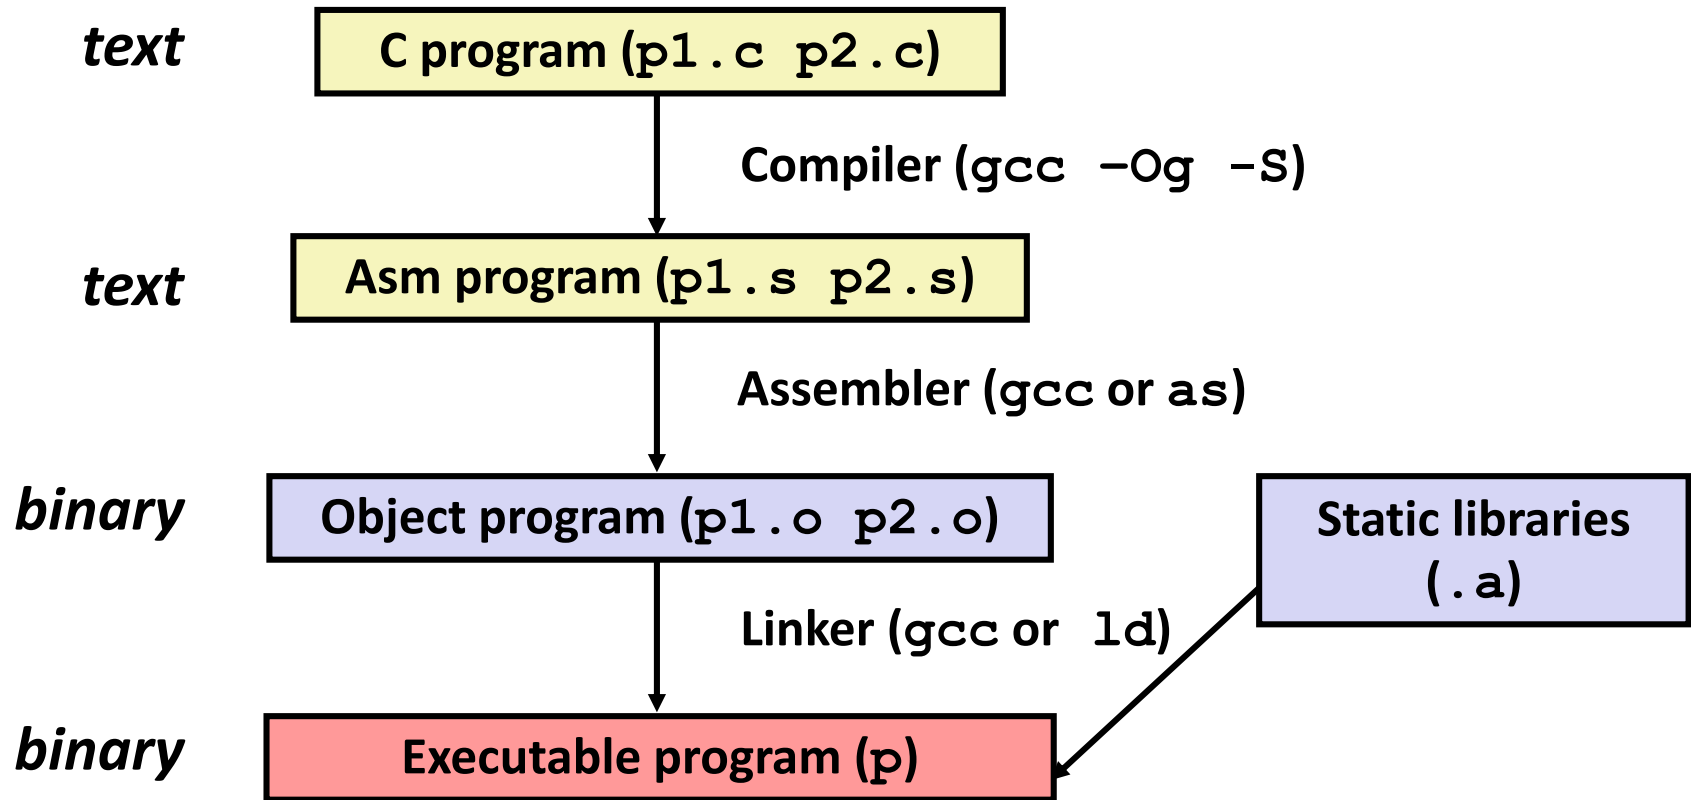 text
C program (p1.c p2.c)
Compiler (gcc –Og -S)
text
Asm program (p1.s p2.s)
Assembler (gcc or as)
binary
Object program (p1.o p2.o)
Static libraries
(.a)
Linker (gcc or ld)
binary
Executable program (p)